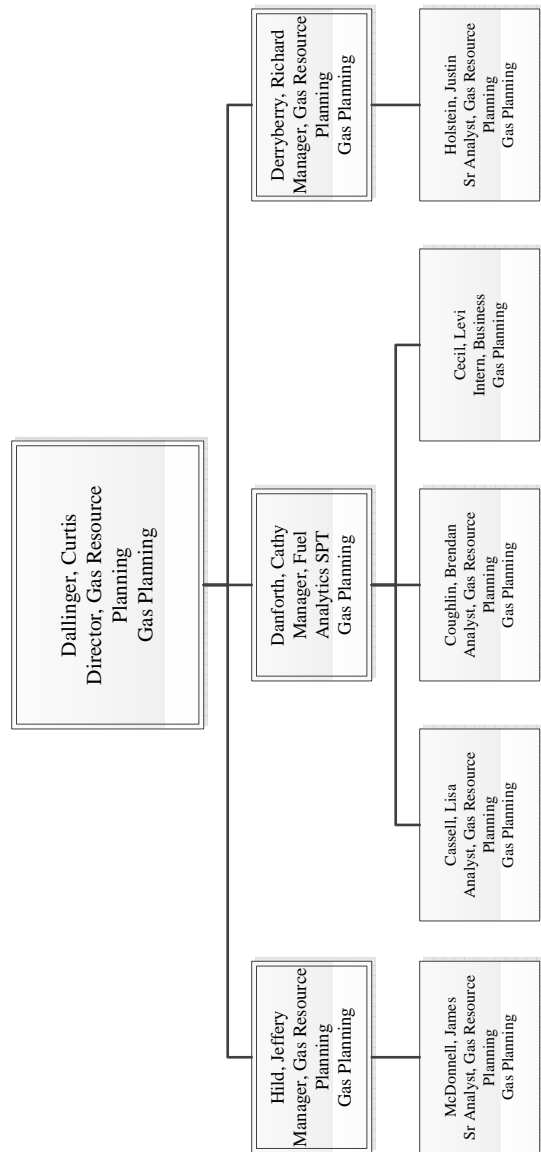 Dallinger, Curtis
Director, Gas Resource
Planning
Gas Planning
Hild, Jeffery
Manager, Gas Resource
Planning
Gas Planning
Danforth, Cathy
Manager, Fuel
Analytics SPT
Gas Planning
Derryberry, Richard
Manager, Gas Resource
Planning
Gas Planning
McDonnell, James
Sr Analyst, Gas Resource
Planning
Gas Planning
Cassell, Lisa
Analyst, Gas Resource
Planning
Gas Planning
Coughlin, Brendan
Analyst, Gas Resource
Planning
Gas Planning
Cecil, Levi
Intern, Business
Gas Planning
Holstein, Justin
Sr Analyst, Gas Resource
Planning
Gas Planning